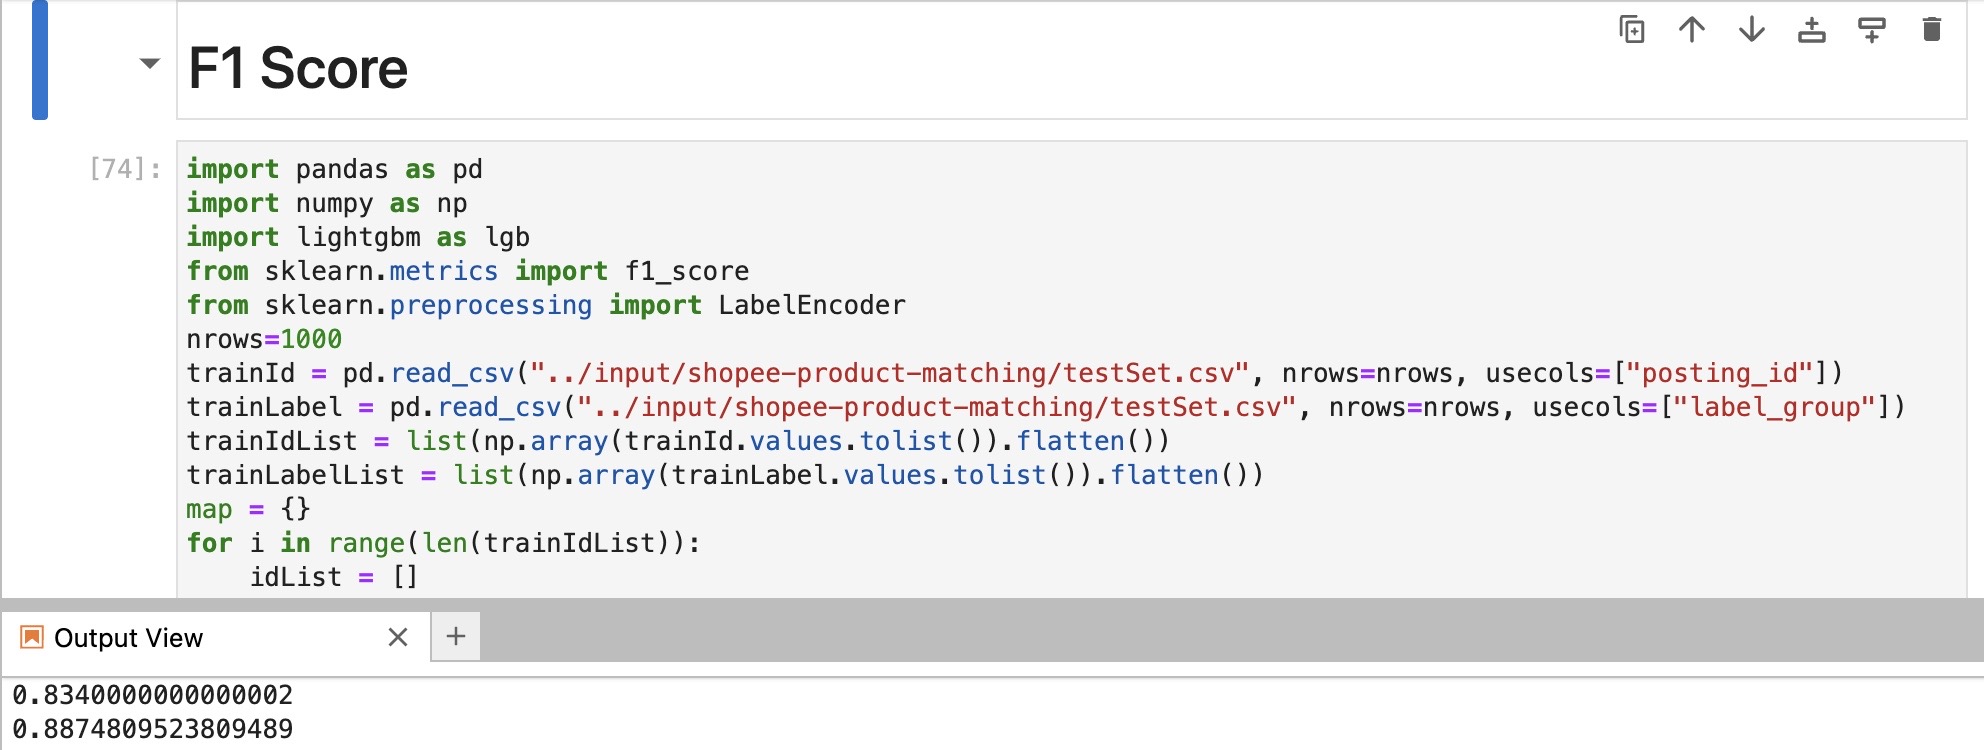 F1 Score
[74]:
import pandas as pd
import numpy as np
import lightgbm as lgb
from sklearn.metrics import f1_score
from sklearn.preprocessing import LabelEncoder
nrows=1000
trainId = pd.read_csv("../input/shopee-product-matching/testSet.csv", nrows=nrows, usecols=["posting_id"])
trainLabel = pd.read_csv("../input/shopee-product-matching/testSet.csv", nrows=nrows, usecols=["label_group"])
trainIdList = list(np.array(trainId.values.tolist()).flatten())
trainLabelList = list(np.array(trainLabel.values.tolist()).flatten())
map = {}
for i in range(len(trainIdList)):
    idList = []
Output View
0.8340000000000002
0.8874809523809489